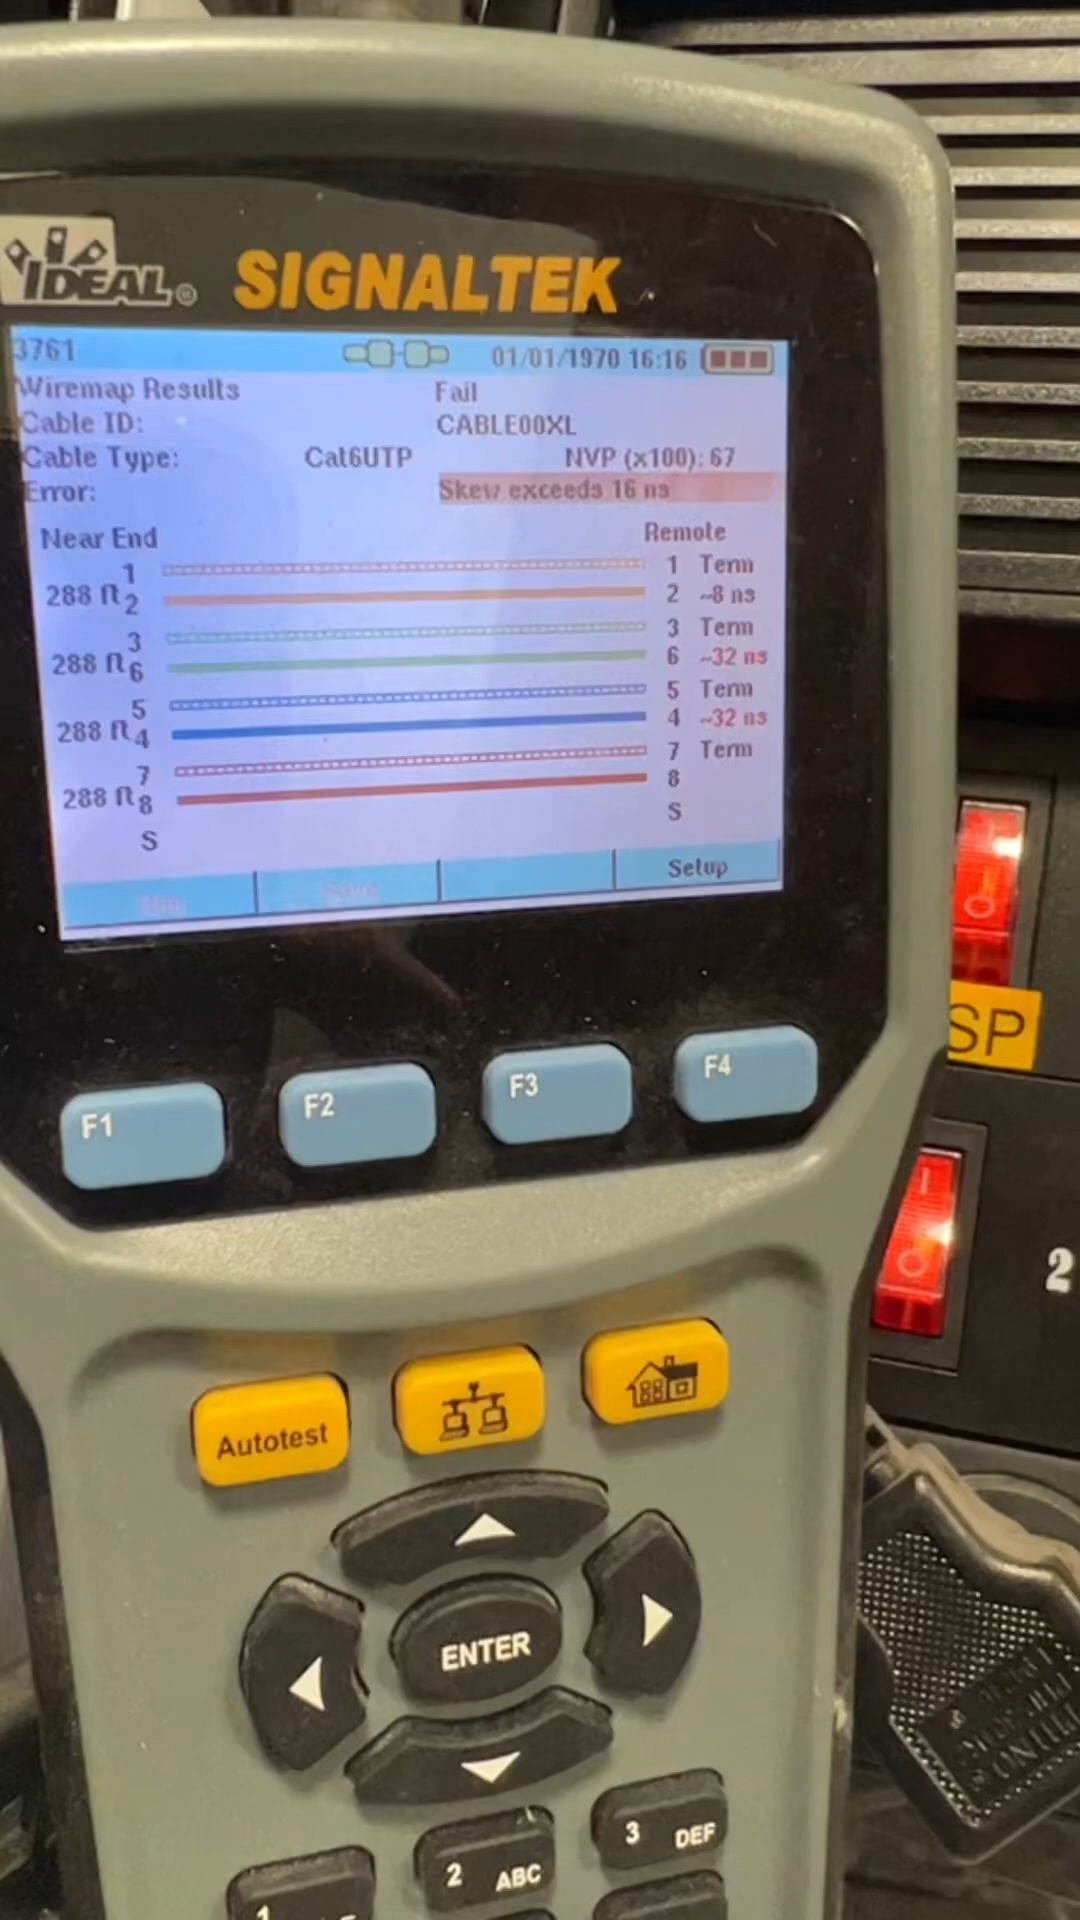 IDEAL®
SIGNALTEK
3761 01/01/1970 16:16
Wiremap Results Fail
Cable ID: CABLE00XL
Cable Type: Cat6UTP NVP (x100): 67
Error: Skew exceeds 16 ns
Near End Remote
1 1 Term
288 ft 2 2 ~8 ns
3 3 Term
288 ft 6 6 ~32 ns
5 5 Term
288 ft 4 4 ~32 ns
7 7 Term
288 ft 8 8
S S
Setup
SP
F1 F2 F3 F4
2
Autotest
ENTER
3 DEF
2 ABC
1